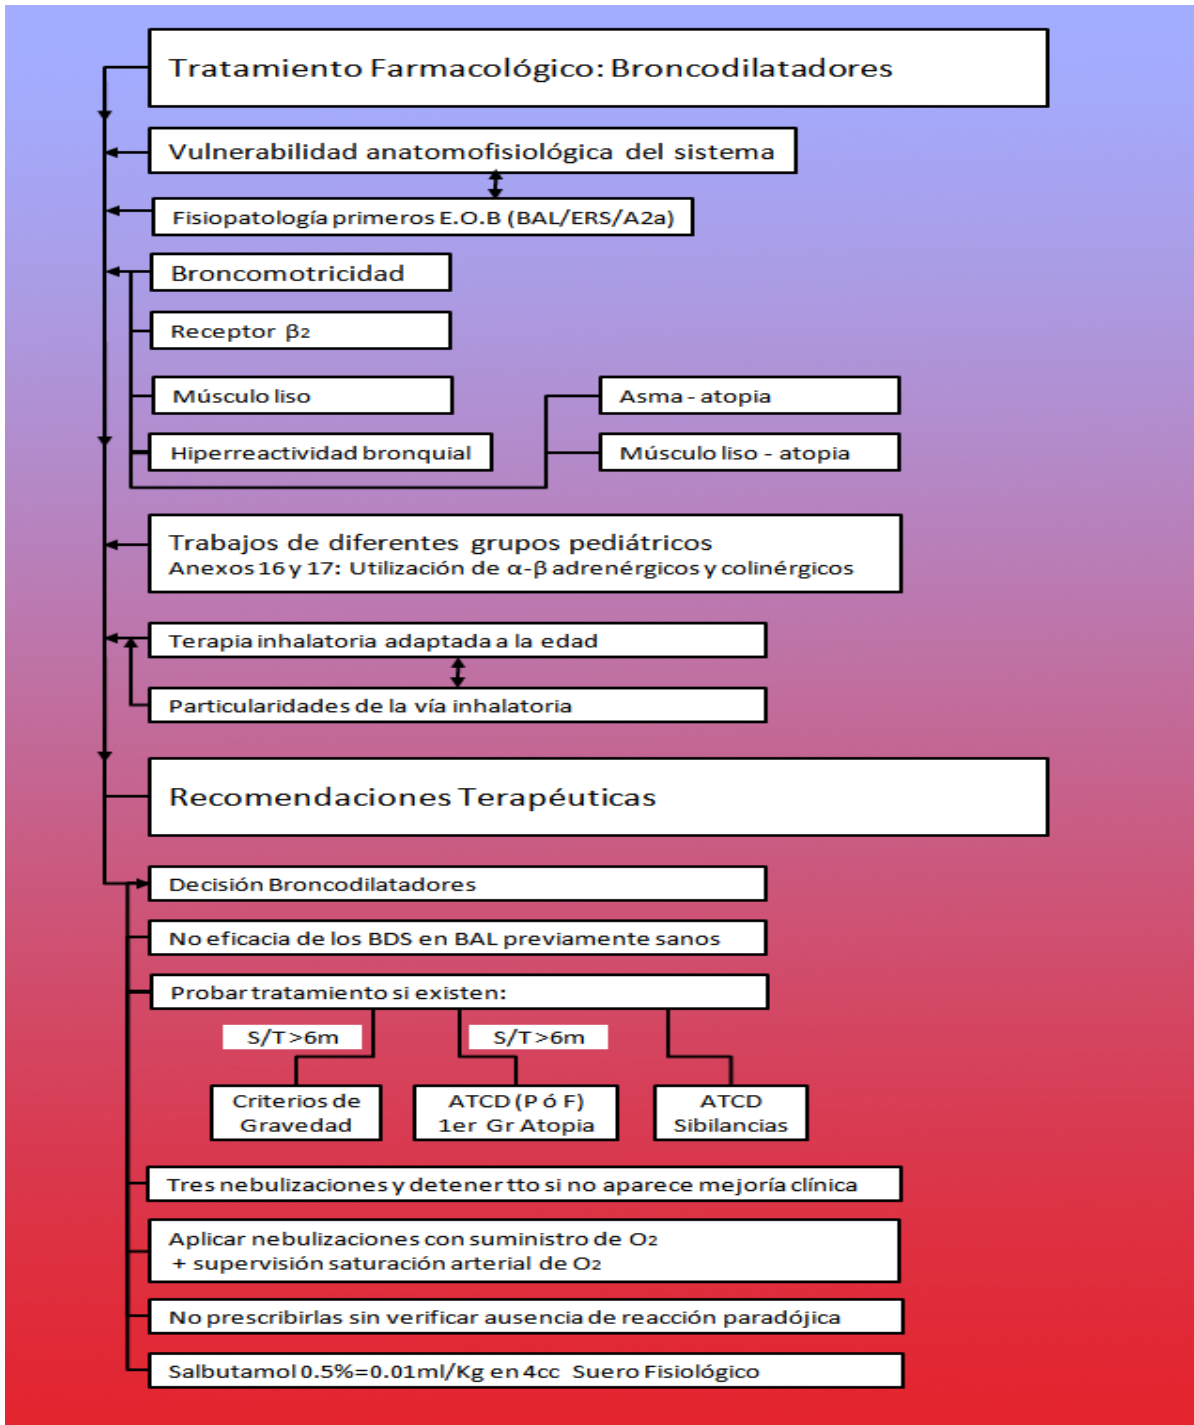 Tratamiento Farmacológico: Broncodilatadores
Vulnerabilidad anatomofisiológica del sistema
Fisiopatología primeros E.O.B (BAL/ERS/A2a)
Broncomotricidad
Receptor β2
Músculo liso
Asma - atopia
Hiperreactividad bronquial
Músculo liso - atopia
Trabajos de diferentes grupos pediátricos
Anexos 16 y 17: Utilización de α-β adrenérgicos y colinérgicos
Terapia inhalatoria adaptada a la edad
Particularidades de la vía inhalatoria
Recomendaciones Terapéuticas
Decisión Broncodilatadores
No eficacia de los BDS en BAL previamente sanos
Probar tratamiento si existen:
S/T >6m
S/T >6m
Criterios de
Gravedad
ATCD (P ó F)
1er Gr Atopia
ATCD
Sibilancias
Tres nebulizaciones y detener tto si no aparece mejoría clínica
Aplicar nebulizaciones con suministro de O2
+ supervisión saturación arterial de O2
No prescribirlas sin verificar ausencia de reacción paradójica
Salbutamol 0.5%=0.01ml/Kg en 4cc Suero Fisiológico